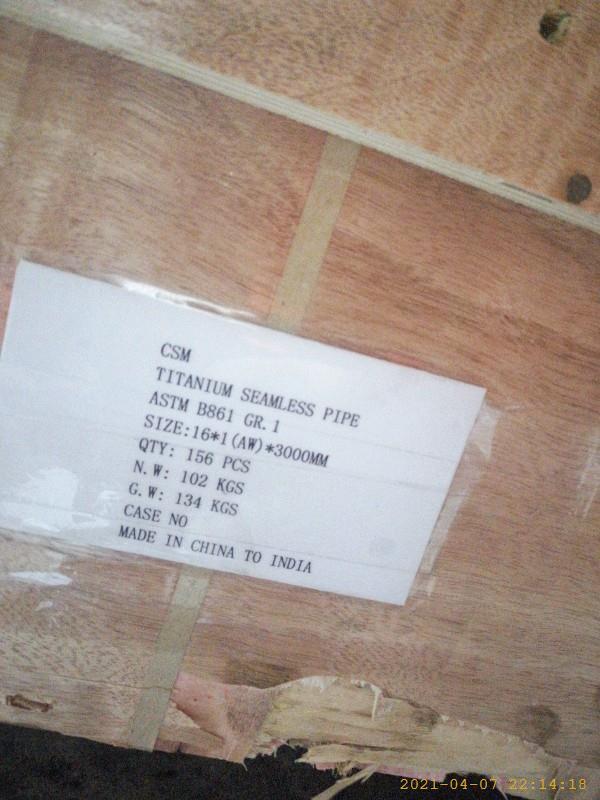 CSM
TITANIUM SEAMLESS PIPE
ASTM B861 GR.1
SIZE:16*1(AW)*3000MM
QTY: 156 PCS
N.W: 102 KGS
G.W: 134 KGS
CASE NO
MADE IN CHINA TO INDIA
2021-04-07 22:14:18